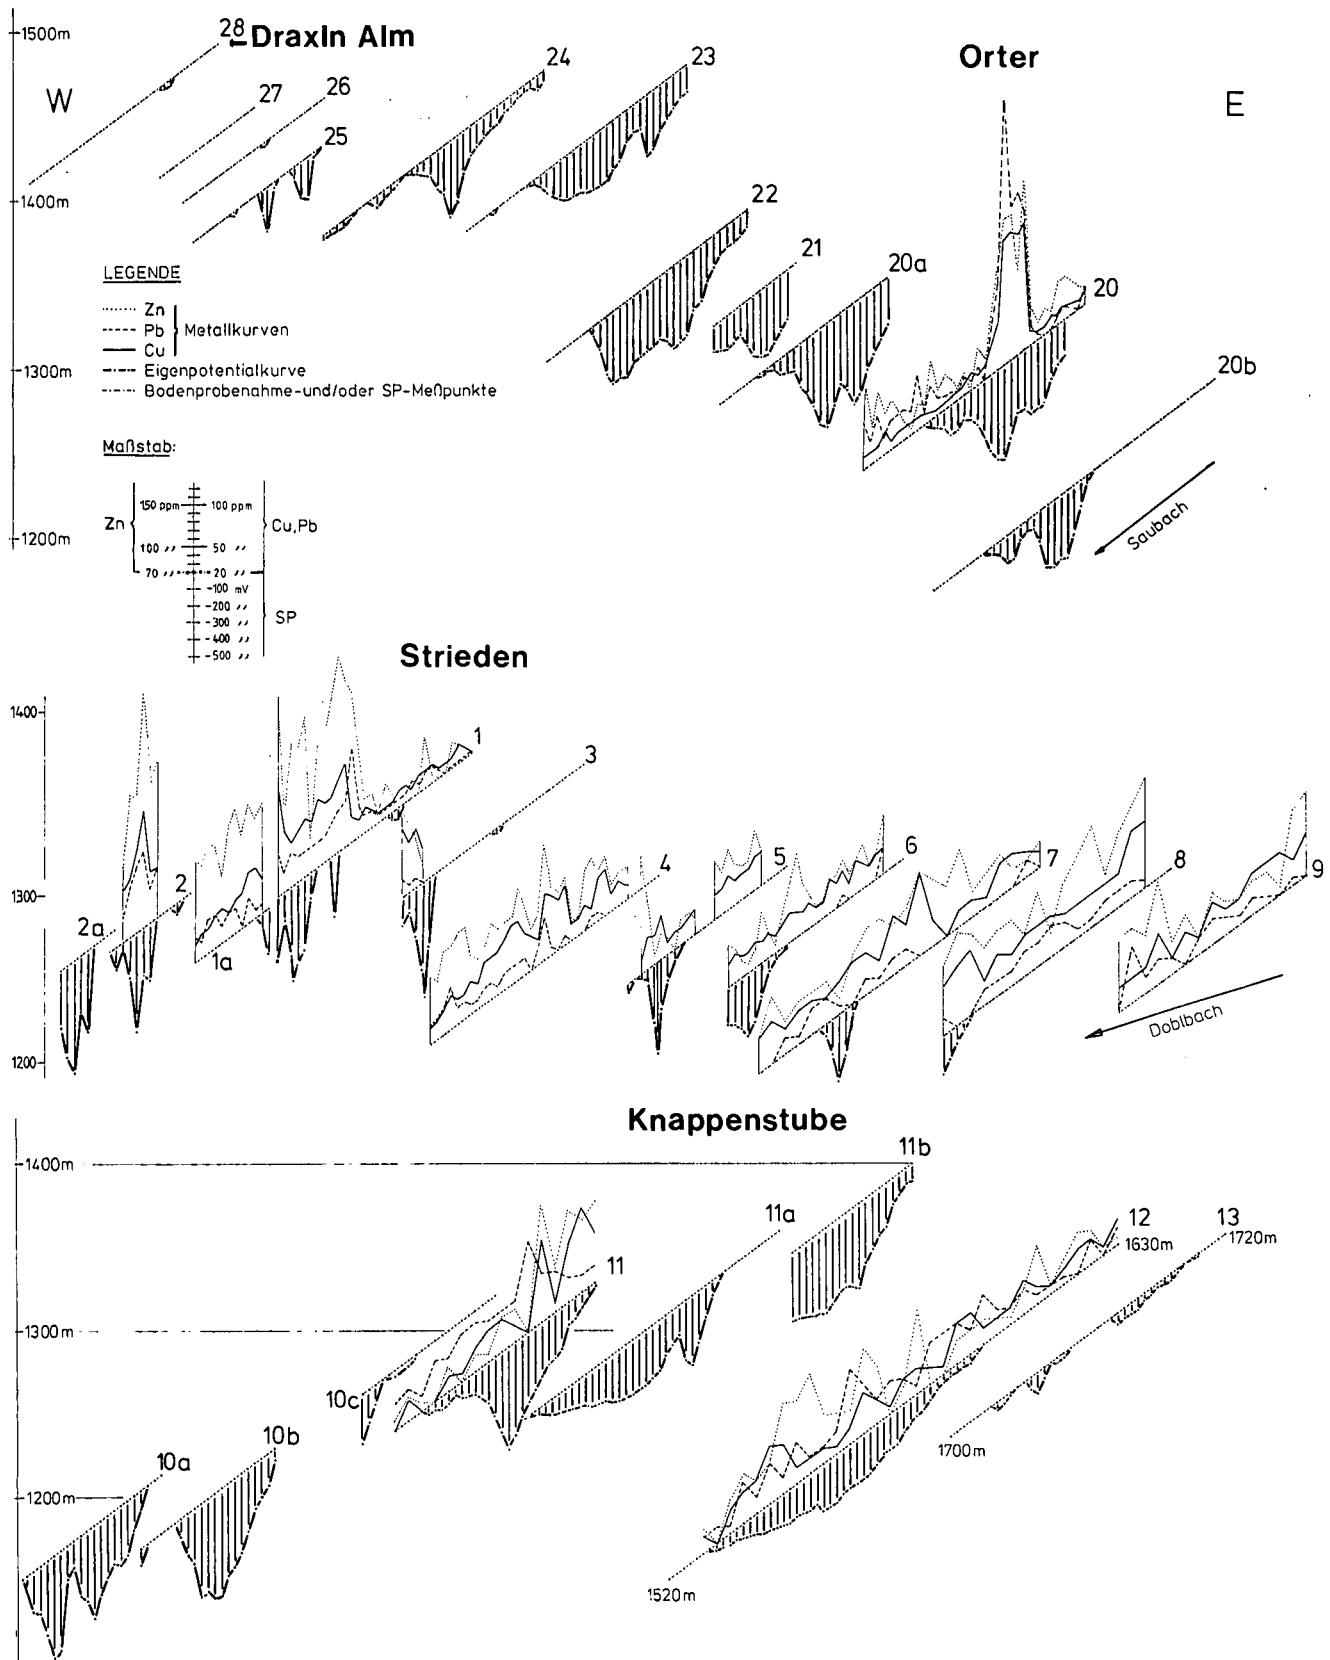 1500m
28
Draxln Alm
W
27
26
25
24
23
Orter
E
1400m
22
21
20a
20
20b
LEGENDE
Zn
Pb
Cu
Metallkurven
Eigenpotentialkurve
Bodenprobenahme-und/oder SP-Meßpunkte
1300m
Maßstab:
Zn
150 ppm
100 ppm
100 〃
50 〃
70 〃
20 〃
Cu,Pb
-100 mV
-200 〃
-300 〃
-400 〃
-500 〃
SP
1200m
Saubach
Strieden
1400
1
3
2
2a
1a
4
5
6
7
8
9
1300
1200
Doblbach
Knappenstube
1400m
11b
11a
11
12
1630m
13
1720m
1300m
10c
10b
10a
1200m
1700m
1520m